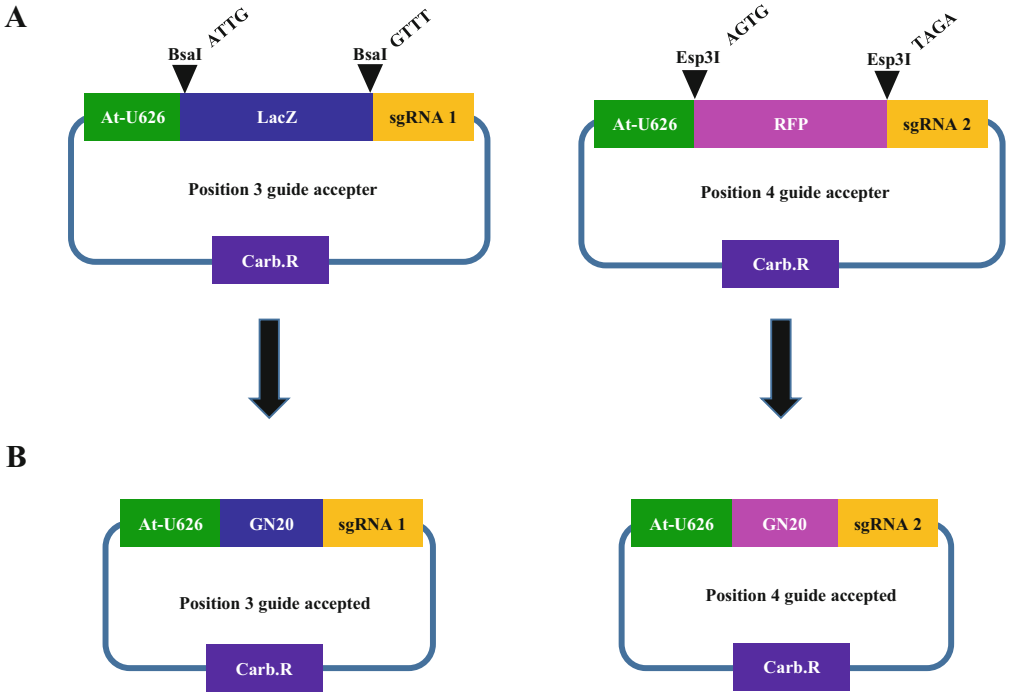 A
BsaI ATTG BsaI GTTT
At-U626 LacZ sgRNA 1
Position 3 guide accepter
Carb.R
Esp3I AGTG Esp3I TAGA
At-U626 RFP sgRNA 2
Position 4 guide accepter
Carb.R
B
At-U626 GN20 sgRNA 1
Position 3 guide accepted
Carb.R
At-U626 GN20 sgRNA 2
Position 4 guide accepted
Carb.R